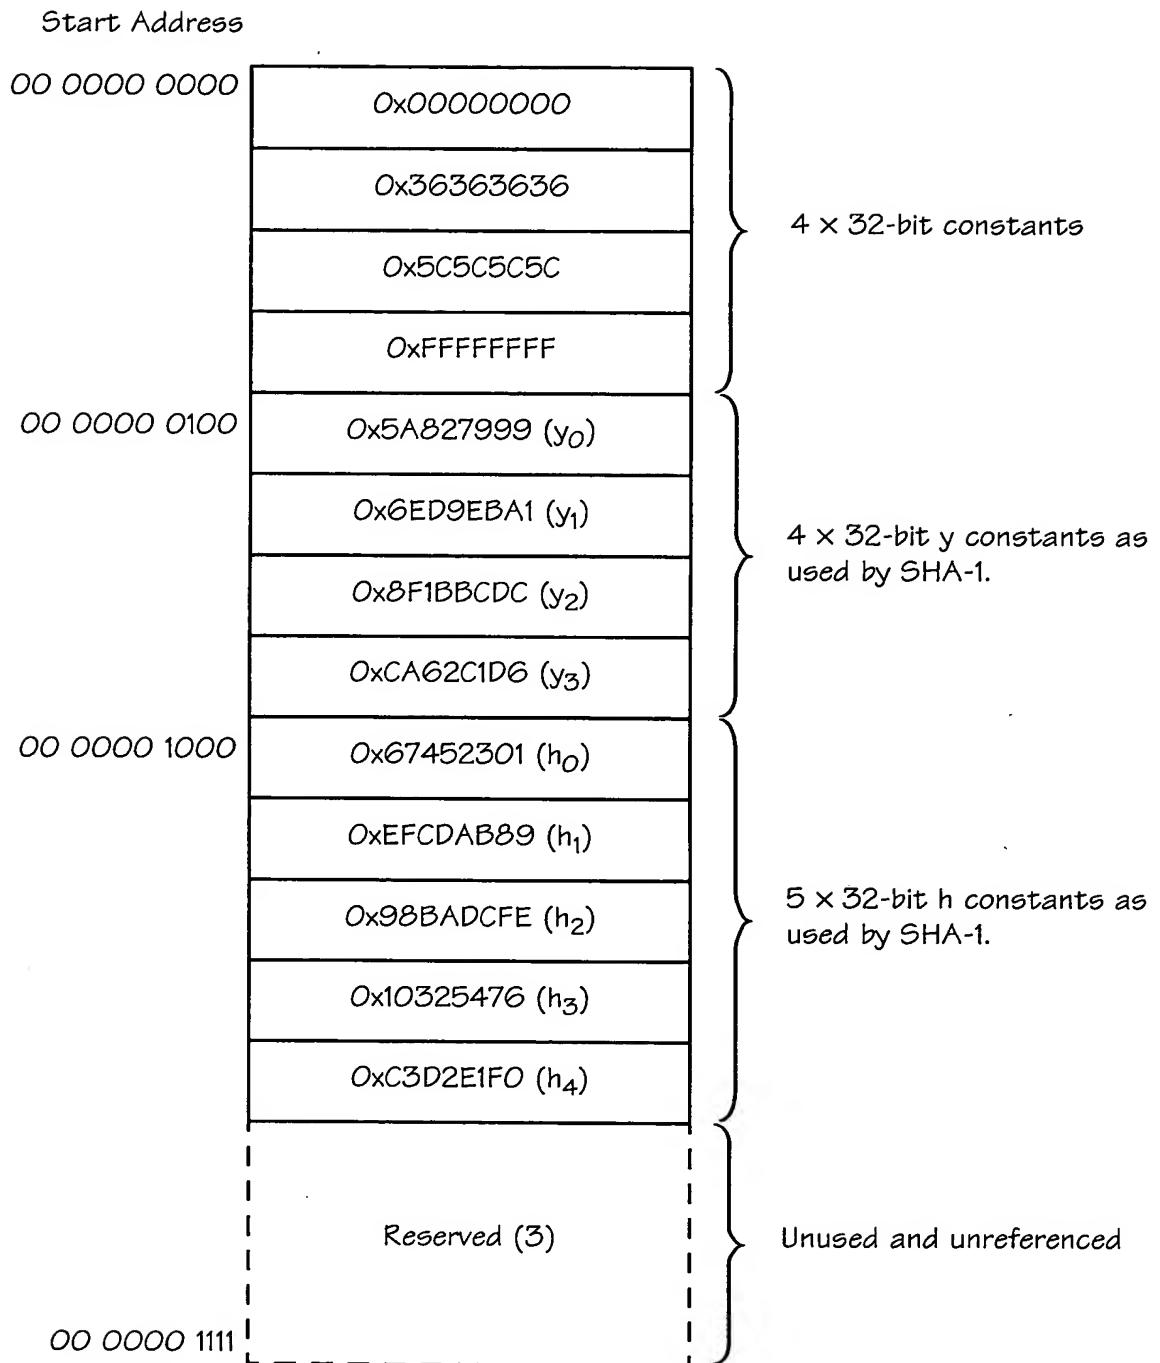 Start Address
00 0000 0000
0x00000000
0x36363636
0x5C5C5C5C
0xFFFFFFFF
4 × 32-bit constants
00 0000 0100
0x5A827999 (y0)
0x6ED9EBA1 (y1)
0x8F1BBCDC (y2)
0xCA62C1D6 (y3)
4 × 32-bit y constants as
used by SHA-1.
00 0000 1000
0x67452301 (h0)
0xEFCDAB89 (h1)
0x98BADCFE (h2)
0x10325476 (h3)
0xC3D2E1F0 (h4)
5 × 32-bit h constants as
used by SHA-1.
Reserved (3)
Unused and unreferenced
00 0000 1111